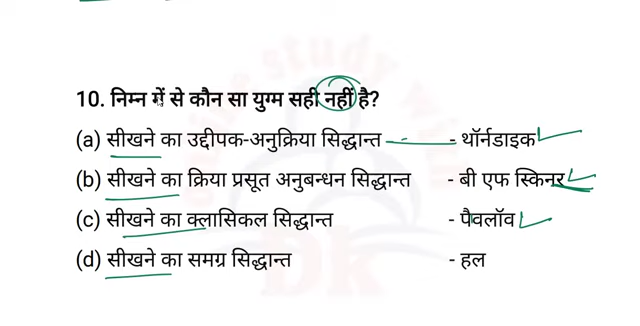 10. निम्न में से कौन सा युग्म सही नहीं है?
(a) सीखने का उद्दीपक-अनुक्रिया सिद्धान्त - थॉर्नडाइक
(b) सीखने का क्रिया प्रसूत अनुबन्धन सिद्धान्त - बी एफ स्किनर
(c) सीखने का क्लासिकल सिद्धान्त - पैवलॉव
(d) सीखने का समग्र सिद्धान्त - हल